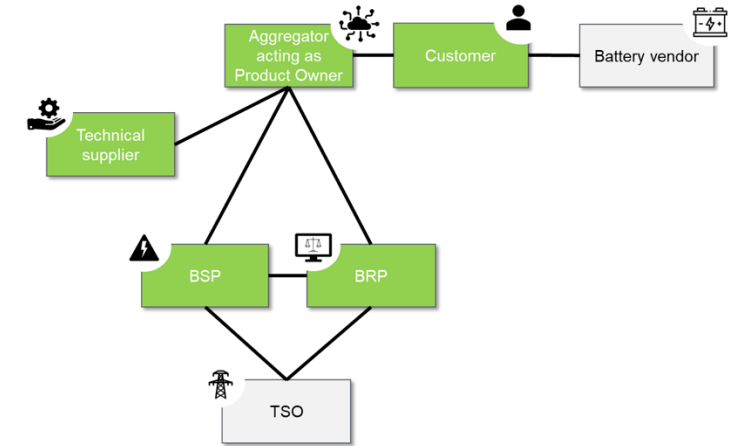 Aggregator
acting as
Product Owner
Customer
Battery vendor
Technical
supplier
BSP
BRP
TSO